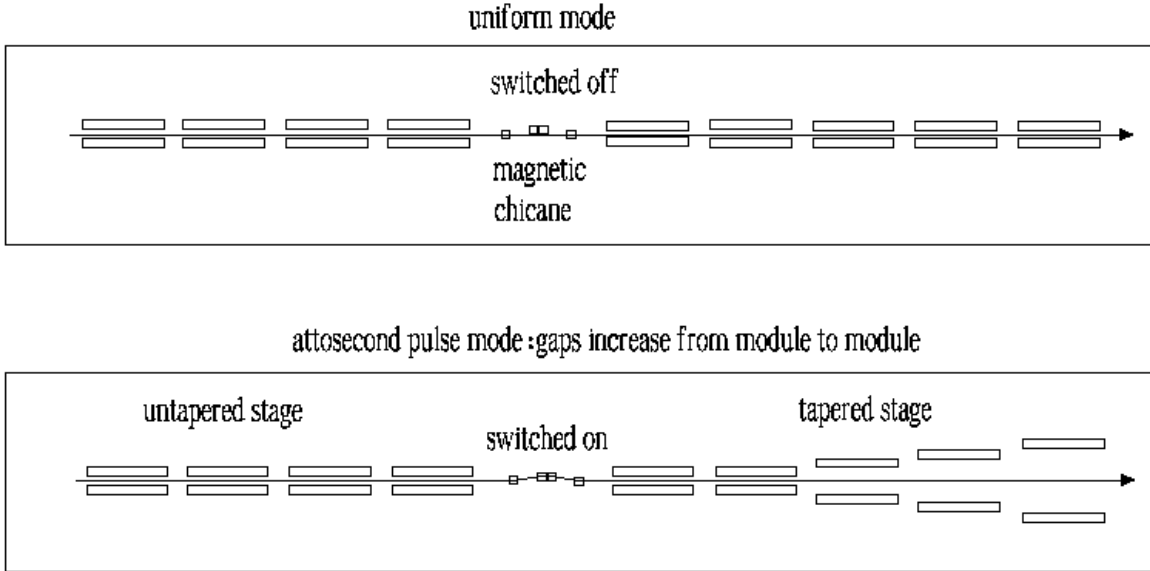 uniform mode
switched off
magnetic
chicane
attosecond pulse mode :gaps increase from module to module
untapered stage
tapered stage
switched on